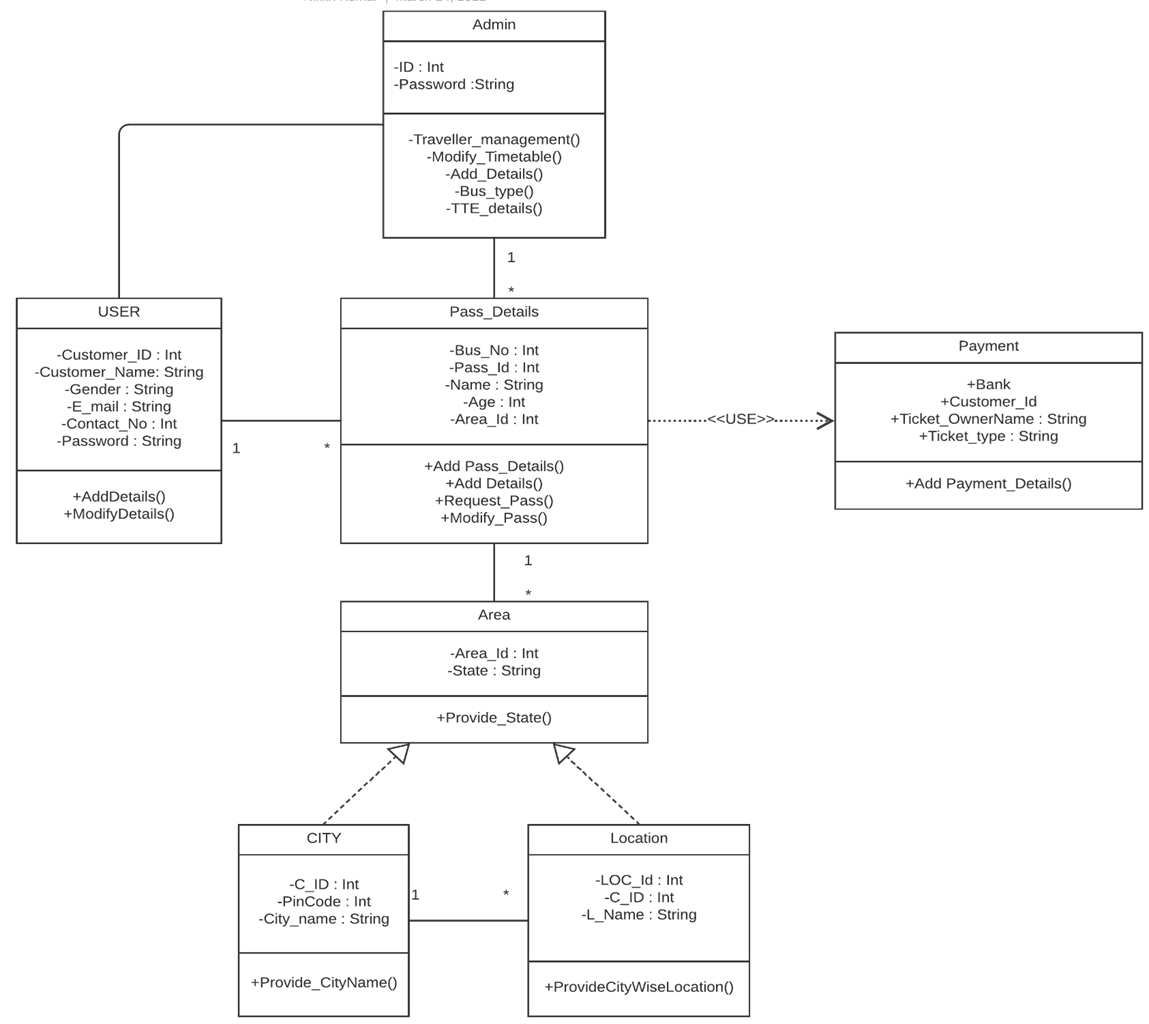 Admin
-ID : Int
-Password :String
-Traveller_management()
-Modify_Timetable()
-Add_Details()
-Bus_type()
-TTE_details()
1
*
USER
-Customer_ID : Int
-Customer_Name: String
-Gender : String
-E_mail : String
-Contact_No : Int
-Password : String
+AddDetails()
+ModifyDetails()
1
*
Pass_Details
-Bus_No : Int
-Pass_Id : Int
-Name : String
-Age : Int
-Area_Id : Int
+Add Pass_Details()
+Add Details()
+Request_Pass()
+Modify_Pass()
<<USE>>
Payment
+Bank
+Customer_Id
+Ticket_OwnerName : String
+Ticket_type : String
+Add Payment_Details()
1
*
Area
-Area_Id : Int
-State : String
+Provide_State()
CITY
-C_ID : Int
-PinCode : Int
-City_name : String
+Provide_CityName()
1
*
Location
-LOC_Id : Int
-C_ID : Int
-L_Name : String
+ProvideCityWiseLocation()